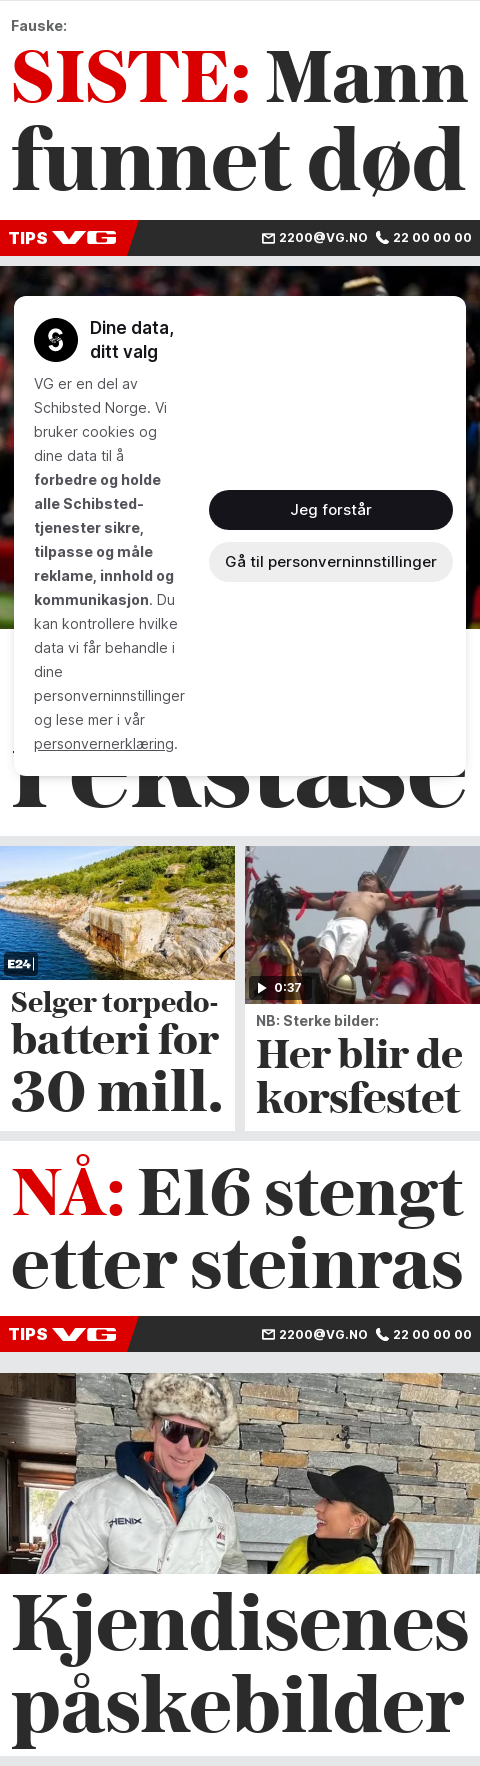 Fauske:
SISTE: Mann
funnet død
TIPS VG 2200@VG.NO 22 00 00 00
Dine data,
ditt valg
VG er en del av
Schibsted Norge. Vi
bruker cookies og
dine data til å
forbedre og holde
alle Schibsted-
tjenester sikre,
tilpasse og måle
reklame, innhold og
kommunikasjon. Du
kan kontrollere hvilke
data vi får behandle i
dine
personverninnstillinger
og lese mer i vår
personvernerklæring.
Jeg forstår
Gå til personverninnstillinger
E24
Selger torpedo-
batteri for
30 mill.
0:37
NB: Sterke bilder:
Her blir de
korsfestet
NÅ: E16 stengt
etter steinras
TIPS VG 2200@VG.NO 22 00 00 00
HENIX
Kjendisenes
påskebilder